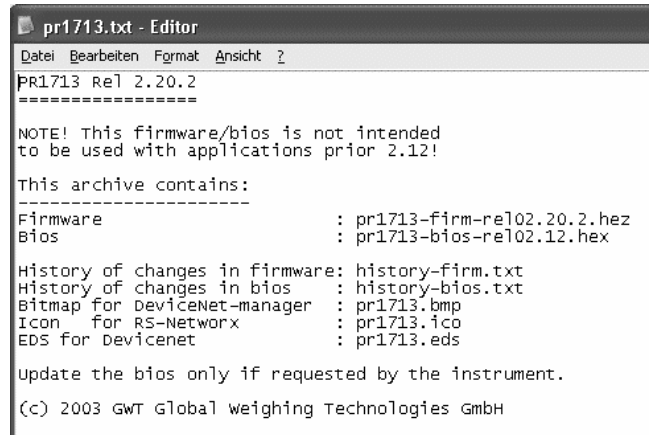 pr1713.txt - Editor
Datei Bearbeiten Format Ansicht ?
PR1713 Rel 2.20.2
=================
NOTE! This firmware/bios is not intended
to be used with applications prior 2.12!
This archive contains:
----------------------
Firmware : pr1713-firm-rel02.20.2.hez
Bios : pr1713-bios-rel02.12.hex
History of changes in firmware: history-firm.txt
History of changes in bios : history-bios.txt
Bitmap for DeviceNet-manager : pr1713.bmp
Icon for RS-Networx : pr1713.ico
EDS for Devicenet : pr1713.eds
Update the bios only if requested by the instrument.
(c) 2003 GWT Global Weighing Technologies GmbH